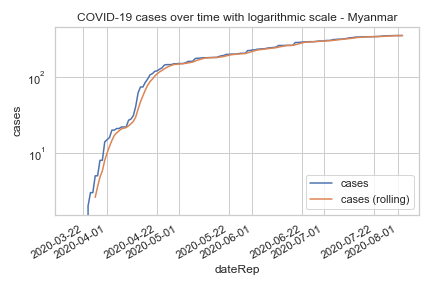 COVID-19 cases over time with logarithmic scale - Myanmar
cases
10²
10¹
cases
cases (rolling)
2020-03-22
2020-04-01
2020-04-22
2020-05-01
2020-05-22
2020-06-01
2020-06-22
2020-07-01
2020-07-22
2020-08-01
dateRep